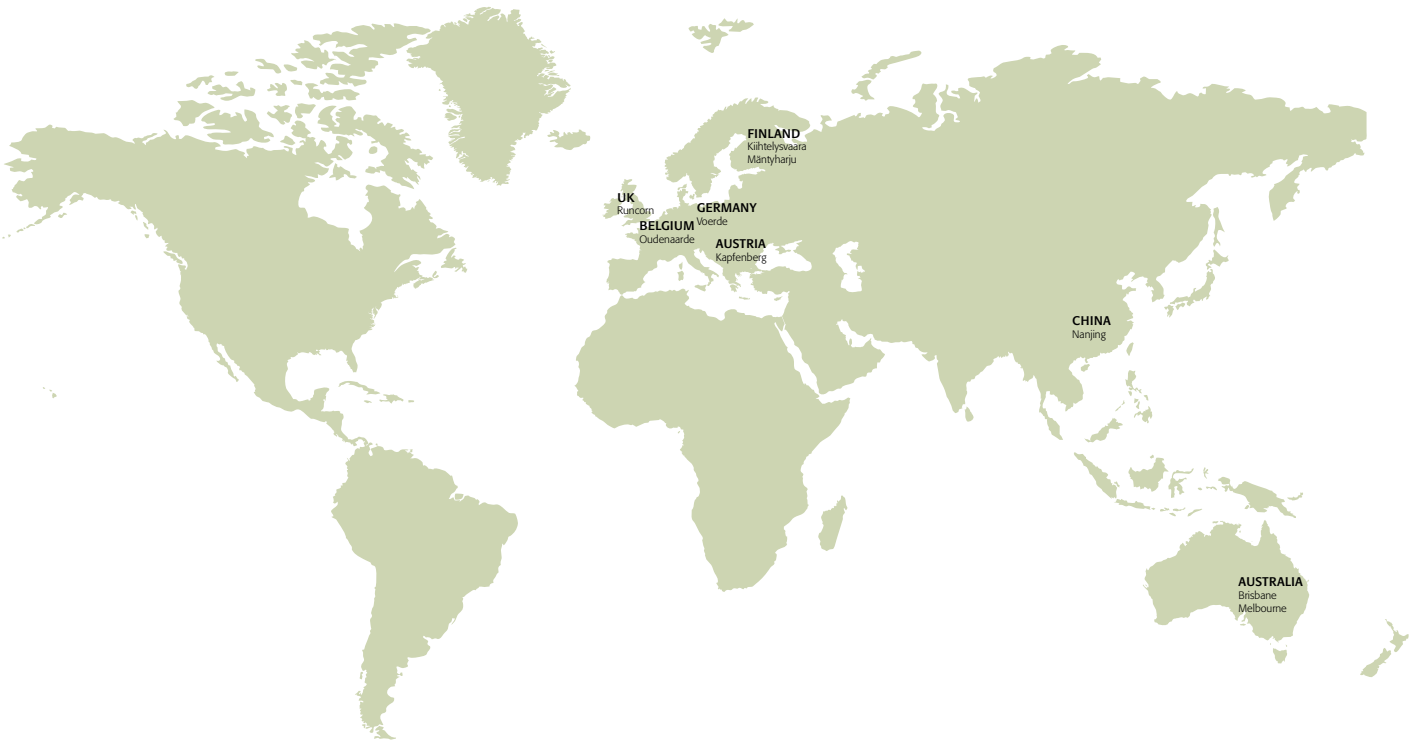 FINLAND
Kiihtelysvaara
Mäntyharju
UK
Runcorn
GERMANY
Voerde
BELGIUM
Oudenaarde
AUSTRIA
Kapfenberg
CHINA
Nanjing
AUSTRALIA
Brisbane
Melbourne